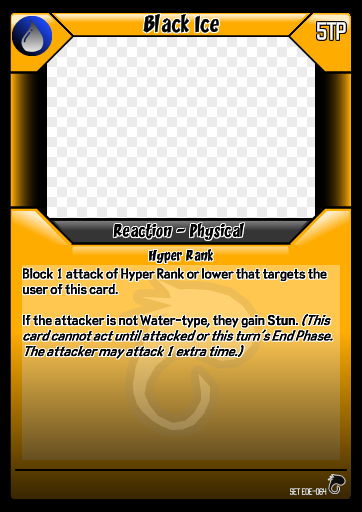 Black Ice
5TP
Reaction - Physical
Hyper Rank
Block 1 attack of Hyper Rank or lower that targets the
user of this card.
If the attacker is not Water-type, they gain Stun. (This
card cannot act until attacked or this turn's End Phase.
The attacker may attack 1 extra time.)
SET EDE-064